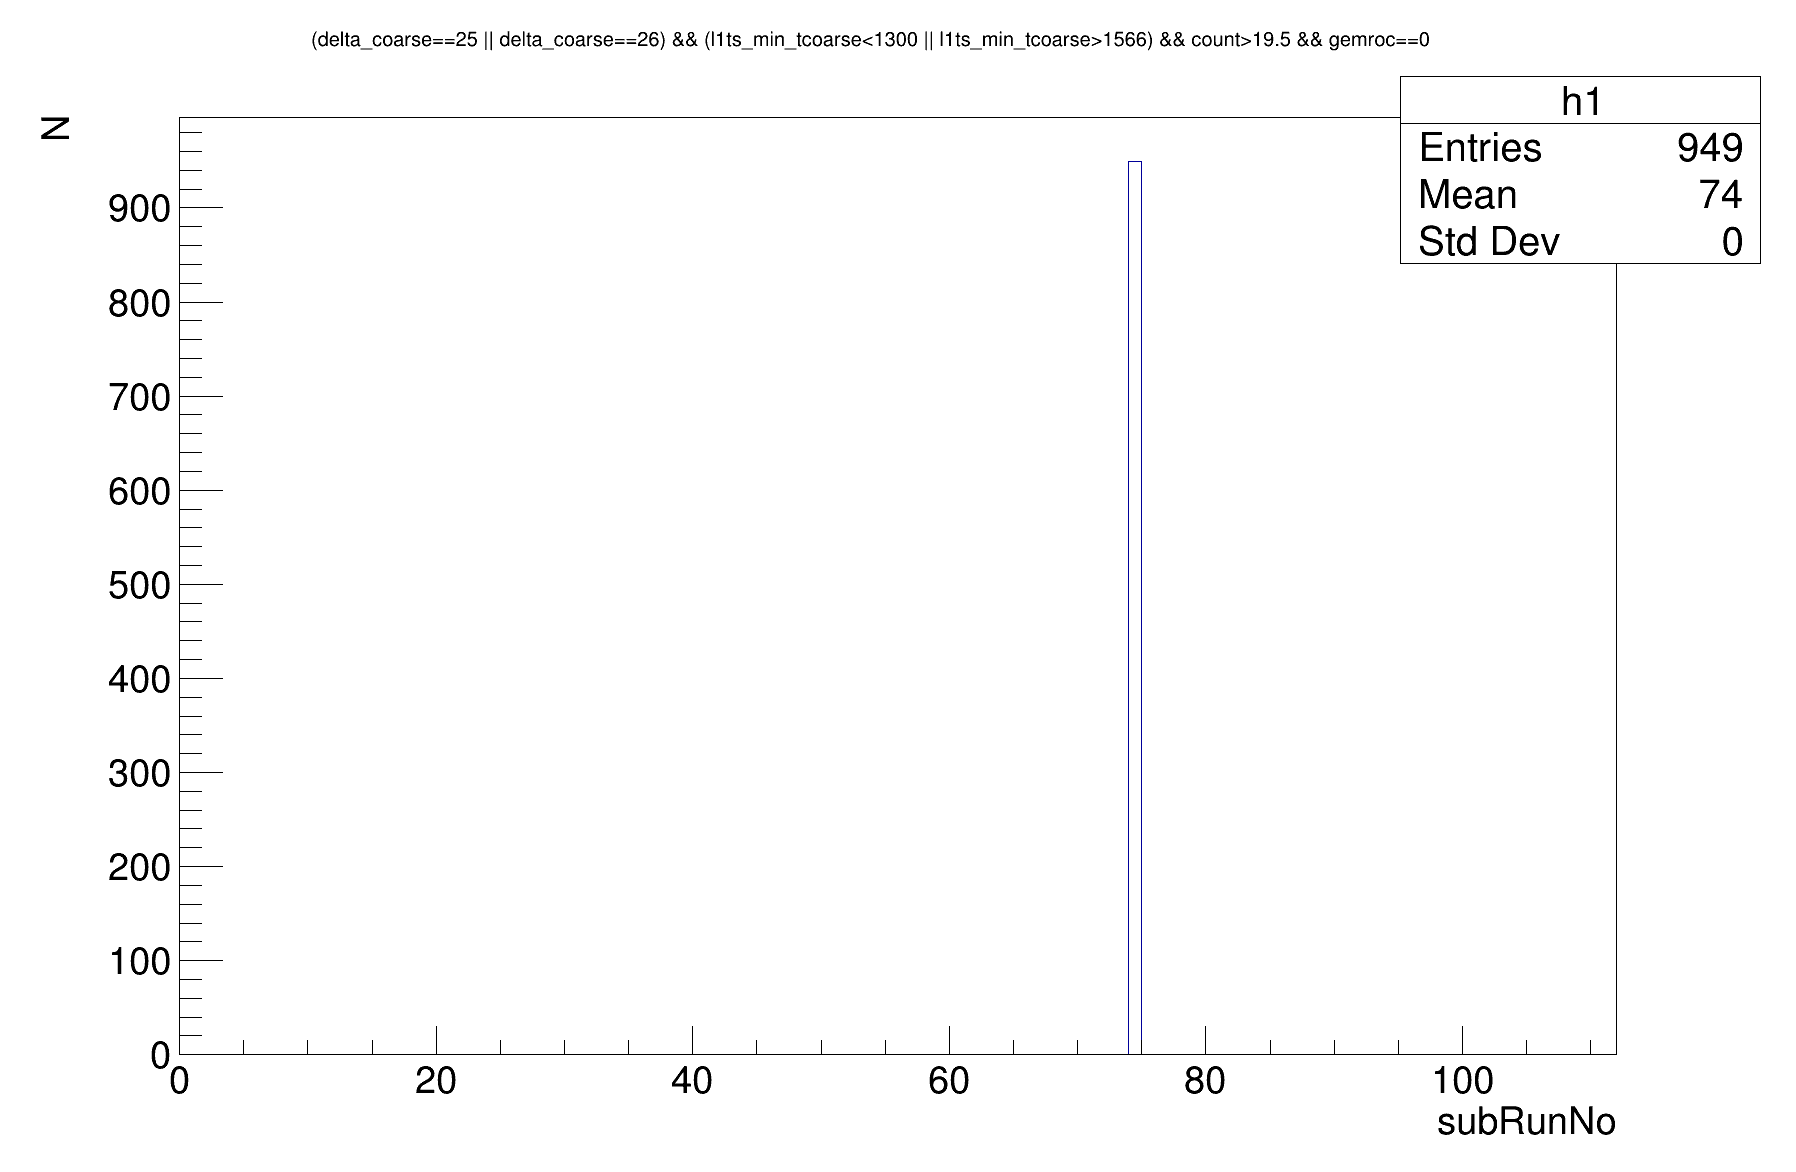 (delta_coarse==25 || delta_coarse==26) && (l1ts_min_tcoarse<1300 || l1ts_min_tcoarse>1566) && count>19.5 && gemroc==0
N
h1
Entries 949
Mean 74
Std Dev 0
900
800
700
600
500
400
300
200
100
0
0 20 40 60 80 100
subRunNo